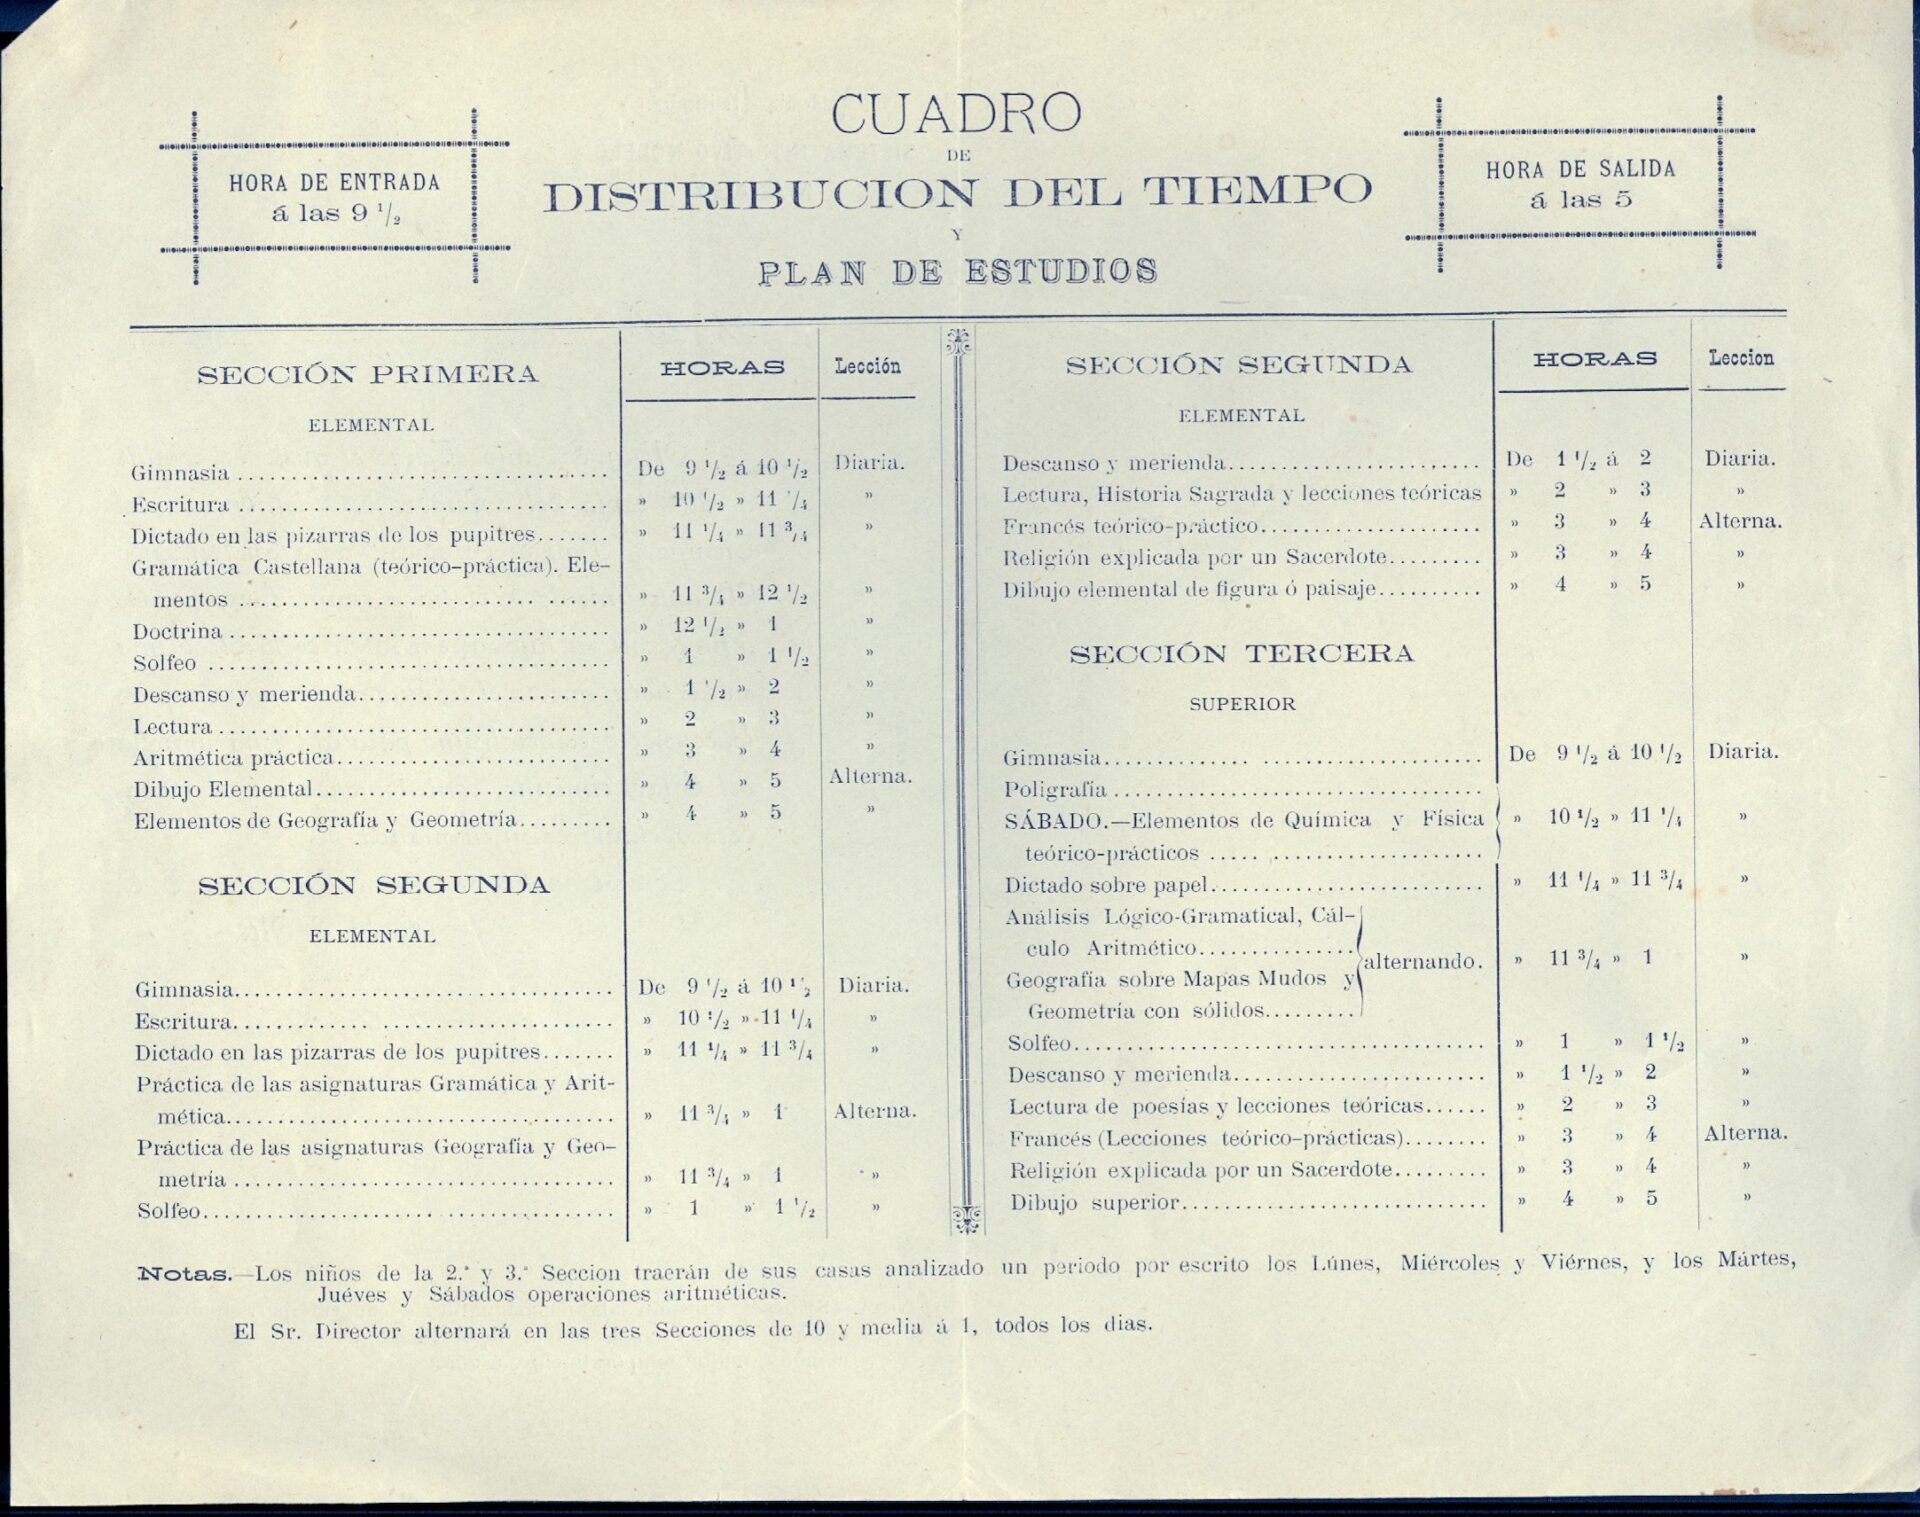 CUADRO
DE
DISTRIBUCION DEL TIEMPO
Y
PLAN DE ESTUDIOS
HORA DE ENTRADA
á las 9 1/2
HORA DE SALIDA
á las 5
SECCIÓN PRIMERA HORAS Lección
ELEMENTAL
Gimnasia De 9 1/2 á 10 1/2 Diaria.
Escritura » 10 1/2 » 11 1/4 »
Dictado en las pizarras de los pupitres » 11 1/4 » 11 3/4 »
Gramática Castellana (teórico-práctica). Ele-
mentos » 11 3/4 » 12 1/2 »
Doctrina » 12 1/2 » 1 »
Solfeo » 1 » 1 1/2 »
Descanso y merienda » 1 1/2 » 2 »
Lectura » 2 » 3 »
Aritmética práctica » 3 » 4 »
Dibujo Elemental » 4 » 5 Alterna.
Elementos de Geografía y Geometría » 4 » 5 »
SECCIÓN SEGUNDA
ELEMENTAL
Gimnasia De 9 1/2 á 10 1/2 Diaria.
Escritura » 10 1/2 » 11 1/4 »
Dictado en las pizarras de los pupitres » 11 1/4 » 11 3/4 »
Práctica de las asignaturas Gramática y Arit-
mética » 11 3/4 » 1 Alterna.
Práctica de las asignaturas Geografía y Geo-
metría » 11 3/4 » 1 »
Solfeo » 1 » 1 1/2 »
SECCIÓN SEGUNDA HORAS Leccion
ELEMENTAL
Descanso y merienda De 1 1/2 á 2 Diaria.
Lectura, Historia Sagrada y lecciones teóricas » 2 » 3 »
Francés teórico-práctico » 3 » 4 Alterna.
Religión explicada por un Sacerdote » 3 » 4 »
Dibujo elemental de figura ó paisaje » 4 » 5 »
SECCIÓN TERCERA
SUPERIOR
Gimnasia De 9 1/2 á 10 1/2 Diaria.
Poligrafía
SÁBADO.—Elementos de Química y Física » 10 1/2 » 11 1/4 »
teórico-prácticos
Dictado sobre papel » 11 1/4 » 11 3/4 »
Análisis Lógico-Gramatical, Cál-
culo Aritmético
alternando. » 11 3/4 » 1 »
Geografía sobre Mapas Mudos y
Geometría con sólidos
Solfeo » 1 » 1 1/2 »
Descanso y merienda » 1 1/2 » 2 »
Lectura de poesías y lecciones teóricas » 2 » 3 »
Francés (Lecciones teórico-prácticas) » 3 » 4 Alterna.
Religión explicada por un Sacerdote » 3 » 4 »
Dibujo superior » 4 » 5 »
Notas.—Los niños de la 2.ª y 3.ª Seccion traerán de sus casas analizado un periodo por escrito los Lúnes, Miércoles y Viérnes, y los Mártes,
Juéves y Sábados operaciones aritméticas.
El Sr. Director alternará en las tres Secciones de 10 y media á 1, todos los dias.